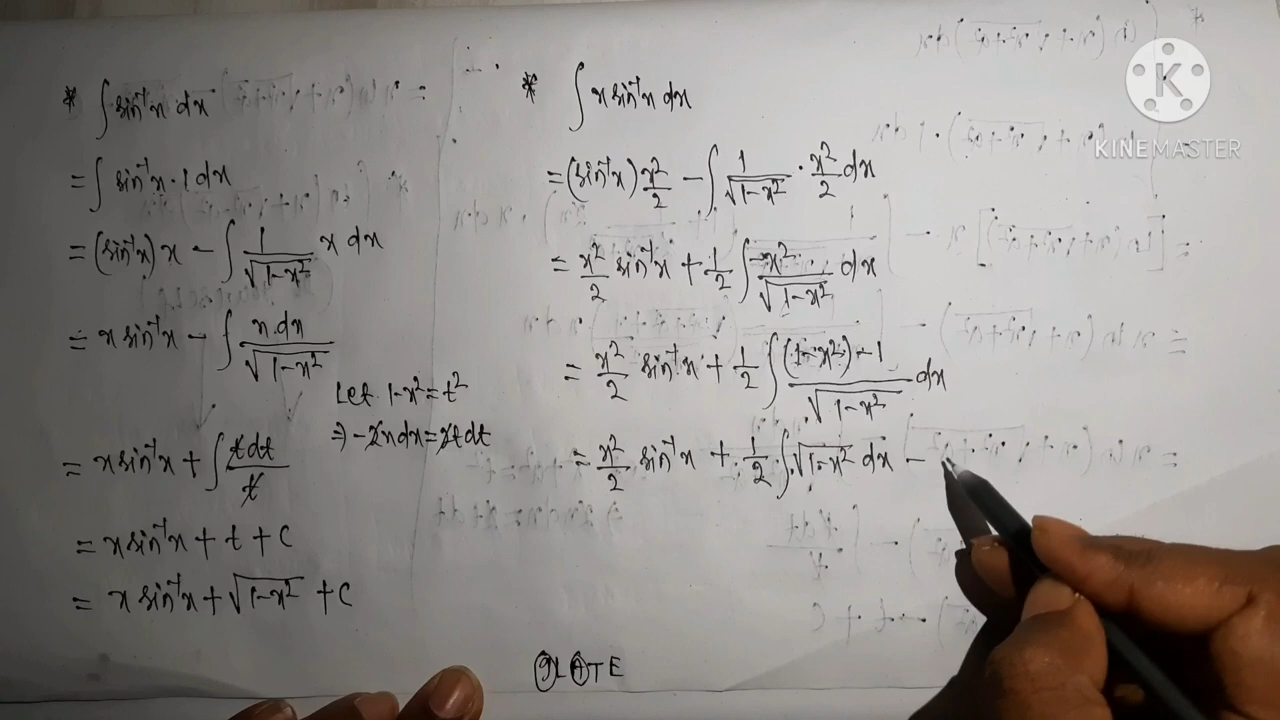 * ∫ sin⁻¹x dx
= ∫ sin⁻¹x · 1 dx
= (sin⁻¹x) x − ∫ 1/√(1−x²) x dx
= x sin⁻¹x − ∫ x.dx/√(1−x²)
Let 1−x² = t²
⇒ −2x dx = 2t dt
= x sin⁻¹x + ∫ t dt/t
= x sin⁻¹x + t + c
= x sin⁻¹x + √(1−x²) + c
* ∫ x sin⁻¹x dx
= (sin⁻¹x) x²/2 − ∫ 1/√(1−x²) · x²/2 dx
= x²/2 sin⁻¹x + 1/2 ∫ −x²/√(1−x²) dx
= x²/2 sin⁻¹x + 1/2 ∫ (1−x²)−1/√(1−x²) dx
= x²/2 sin⁻¹x + 1/2 ∫ √(1−x²) dx −
KINEMASTER